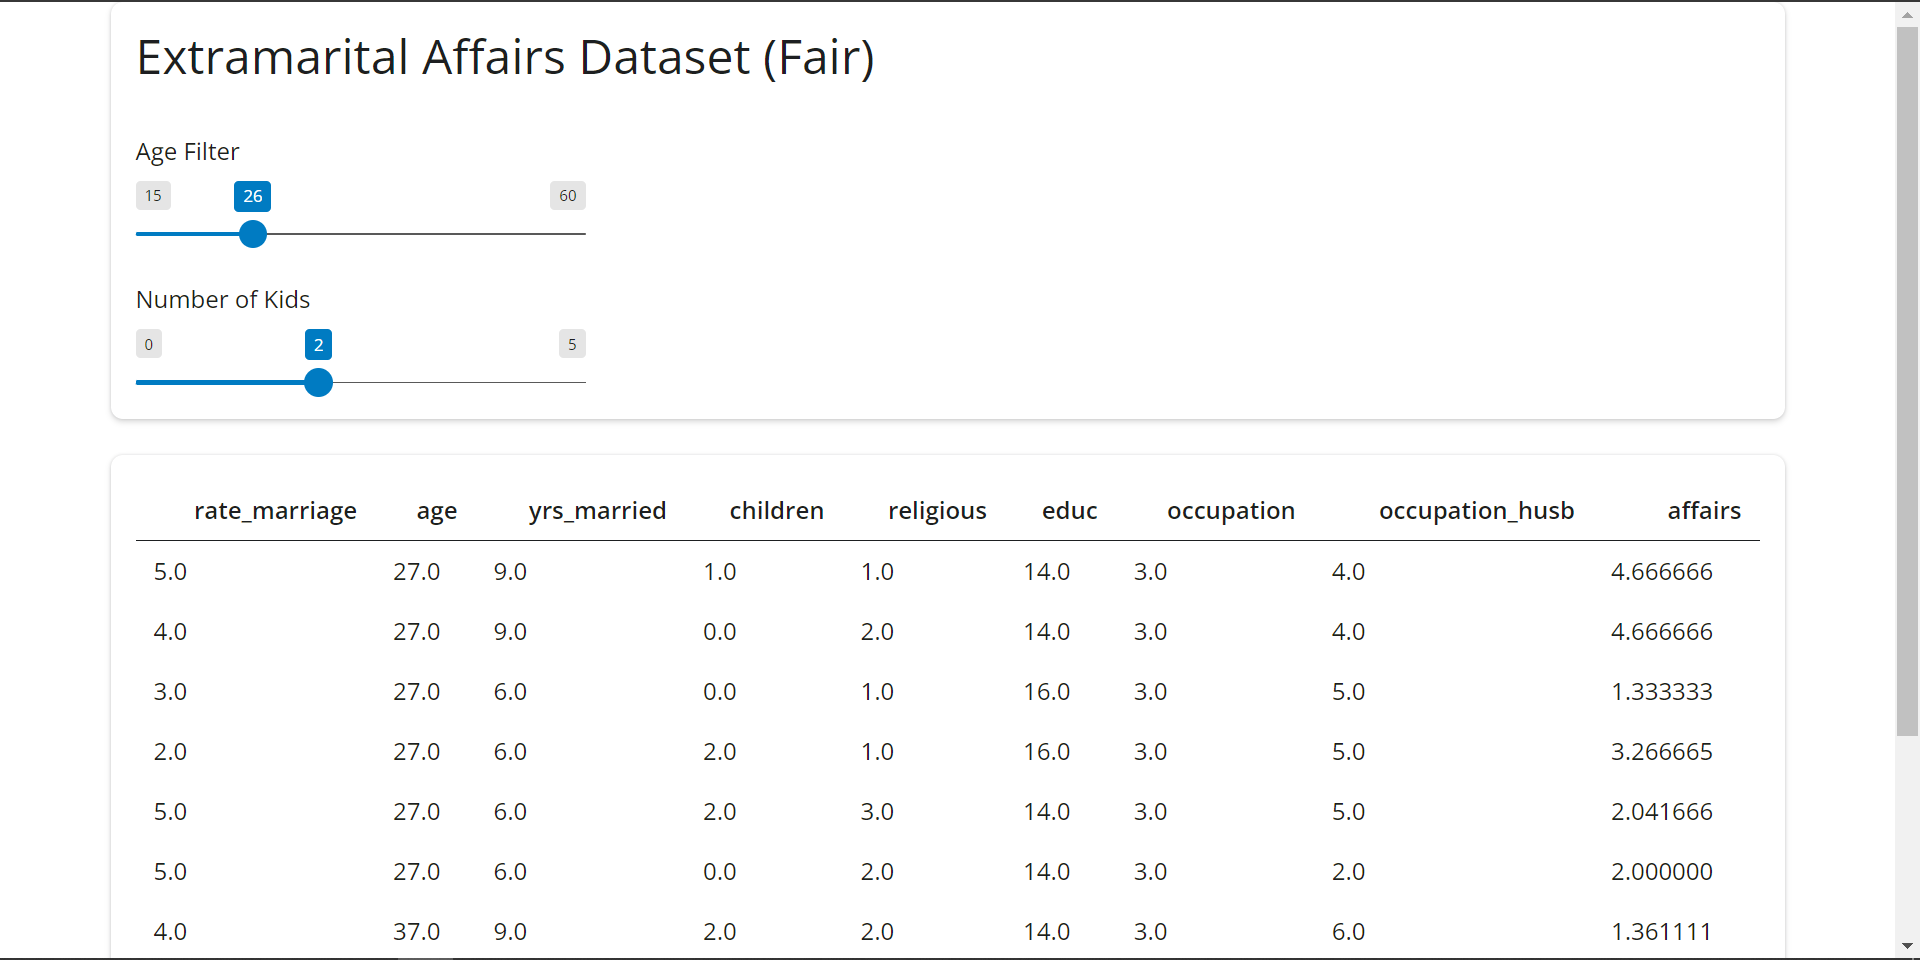 Extramarital Affairs Dataset (Fair)
Age Filter
15 26 60
Number of Kids
0 2 5
rate_marriage age yrs_married children religious educ occupation occupation_husb affairs
5.0 27.0 9.0 1.0 1.0 14.0 3.0 4.0 4.666666
4.0 27.0 9.0 0.0 2.0 14.0 3.0 4.0 4.666666
3.0 27.0 6.0 0.0 1.0 16.0 3.0 5.0 1.333333
2.0 27.0 6.0 2.0 1.0 16.0 3.0 5.0 3.266665
5.0 27.0 6.0 2.0 3.0 14.0 3.0 5.0 2.041666
5.0 27.0 6.0 0.0 2.0 14.0 3.0 2.0 2.000000
4.0 37.0 9.0 2.0 2.0 14.0 3.0 6.0 1.361111